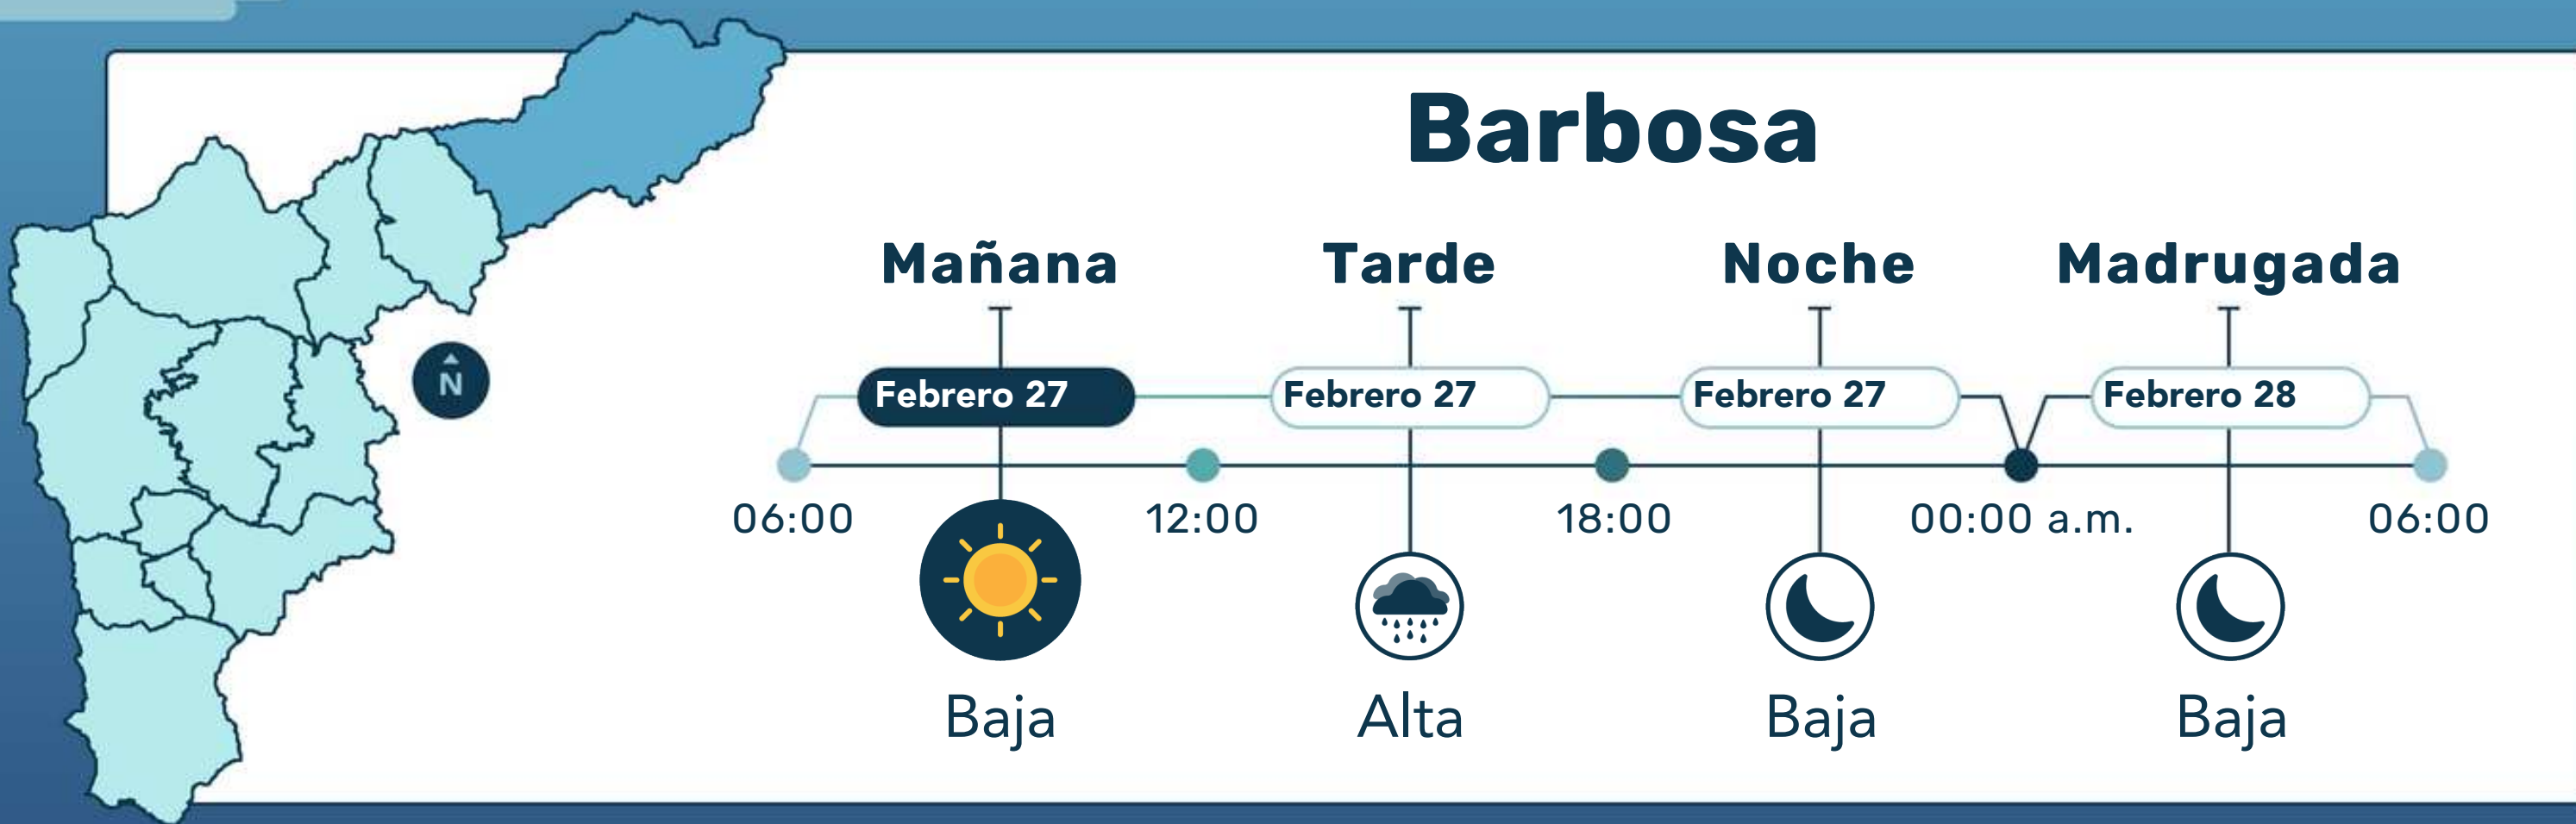 Barbosa
Mañana Tarde Noche Madrugada
N
Febrero 27 Febrero 27 Febrero 27 Febrero 28
06:00 12:00 18:00 00:00 a.m. 06:00
Baja Alta Baja Baja